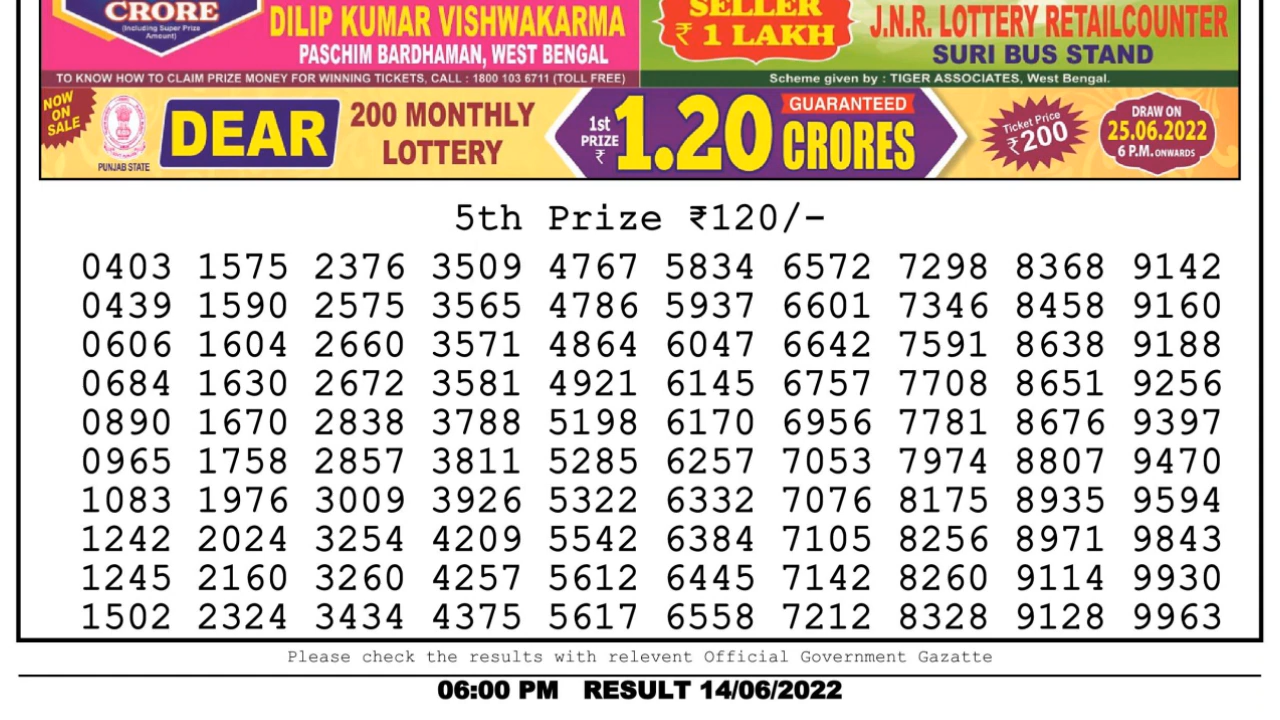 CRORE
(Including Super Prize
Amount)
DILIP KUMAR VISHWAKARMA
PASCHIM BARDHAMAN, WEST BENGAL
SELLER
₹ 1 LAKH
J.N.R. LOTTERY RETAILCOUNTER
SURI BUS STAND
TO KNOW HOW TO CLAIM PRIZE MONEY FOR WINNING TICKETS, CALL : 1800 103 6711 (TOLL FREE)
Scheme given by : TIGER ASSOCIATES, West Bengal.
NOW
ON
SALE
PUNJAB STATE
DEAR
200 MONTHLY
LOTTERY
1st
PRIZE
₹
1.20
GUARANTEED
CRORES
Ticket Price
₹200
DRAW ON
25.06.2022
6 P.M. ONWARDS
5th Prize ₹120/-
0403 1575 2376 3509 4767 5834 6572 7298 8368 9142
0439 1590 2575 3565 4786 5937 6601 7346 8458 9160
0606 1604 2660 3571 4864 6047 6642 7591 8638 9188
0684 1630 2672 3581 4921 6145 6757 7708 8651 9256
0890 1670 2838 3788 5198 6170 6956 7781 8676 9397
0965 1758 2857 3811 5285 6257 7053 7974 8807 9470
1083 1976 3009 3926 5322 6332 7076 8175 8935 9594
1242 2024 3254 4209 5542 6384 7105 8256 8971 9843
1245 2160 3260 4257 5612 6445 7142 8260 9114 9930
1502 2324 3434 4375 5617 6558 7212 8328 9128 9963
Please check the results with relevent Official Government Gazatte
06:00 PM RESULT 14/06/2022